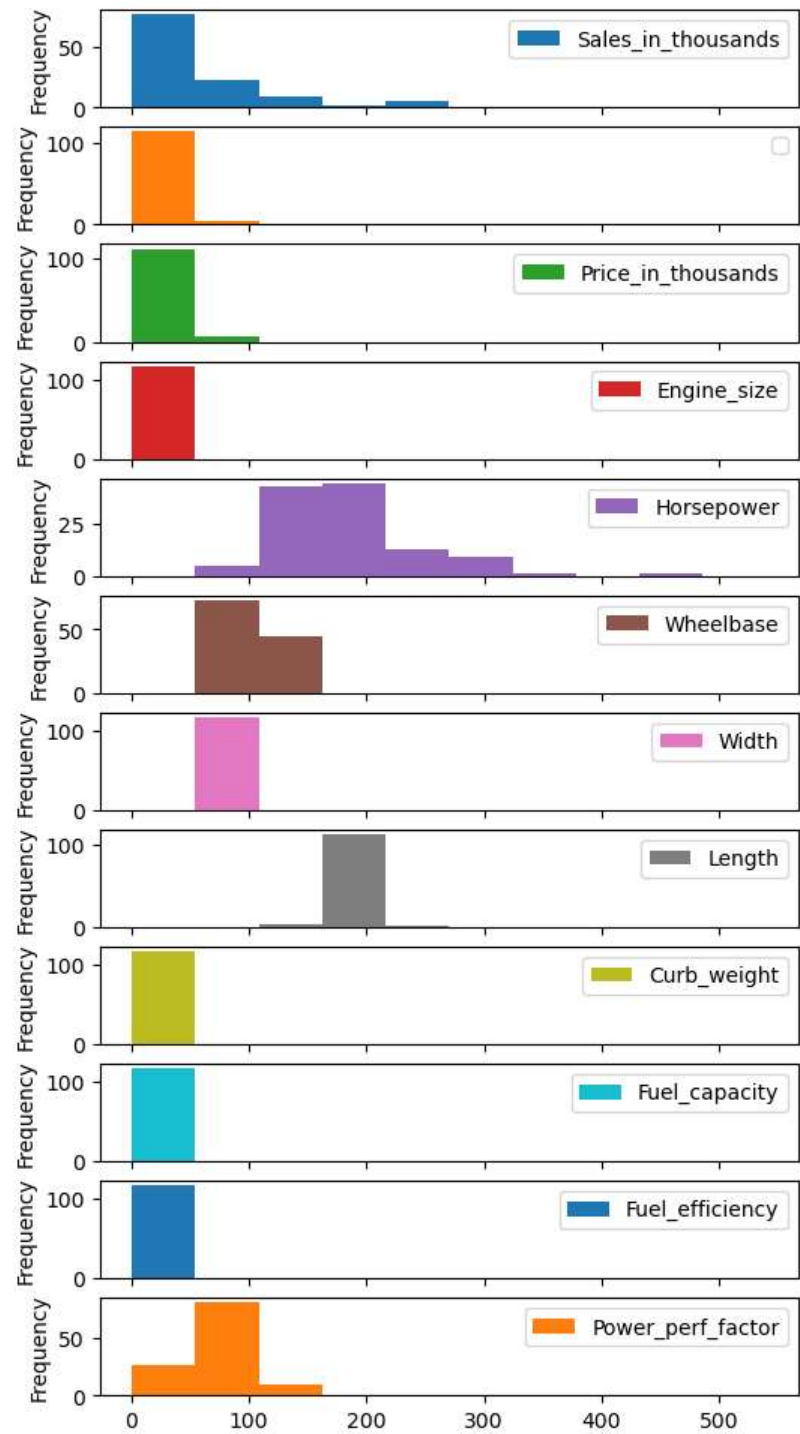 Frequency
50
0
Sales_in_thousands
Frequency
100
0
Frequency
100
0
Price_in_thousands
Frequency
100
0
Engine_size
Frequency
25
0
Horsepower
Frequency
50
0
Wheelbase
Frequency
100
0
Width
Frequency
100
0
Length
Frequency
100
0
Curb_weight
Frequency
100
0
Fuel_capacity
Frequency
100
0
Fuel_efficiency
Frequency
50
0
Power_perf_factor
0 100 200 300 400 500